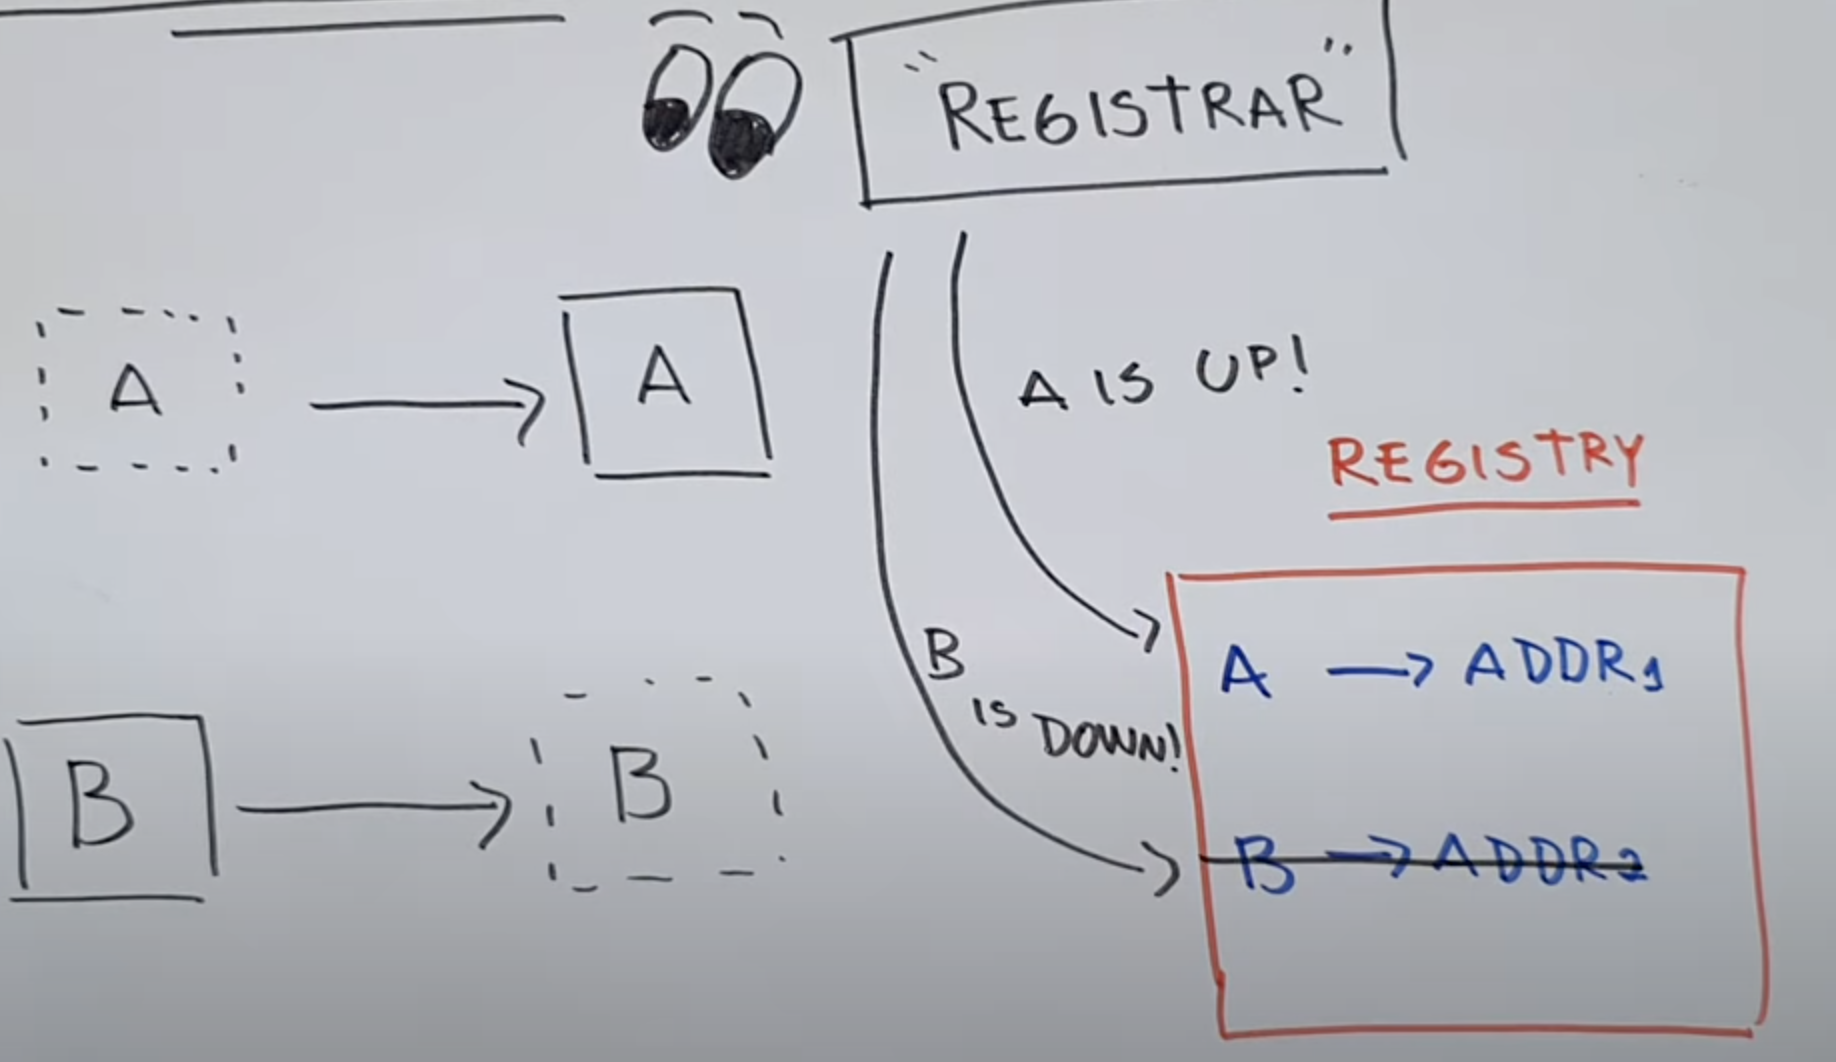 "REGISTRAR"
A
A
A IS UP!
REGISTRY
B
IS DOWN!
A → ADDR1
B
B
B → ADDR2